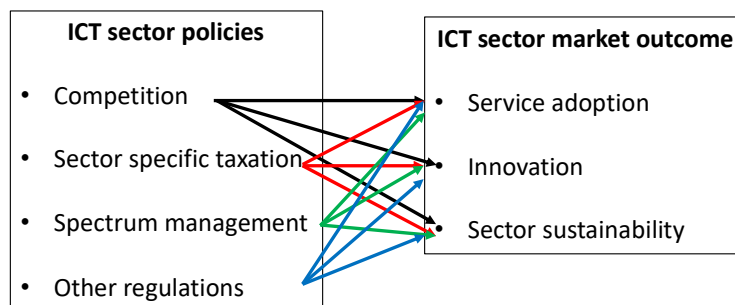 ICT sector policies
• Competition
• Sector specific taxation
• Spectrum management
• Other regulations
ICT sector market outcome
• Service adoption
• Innovation
• Sector sustainability